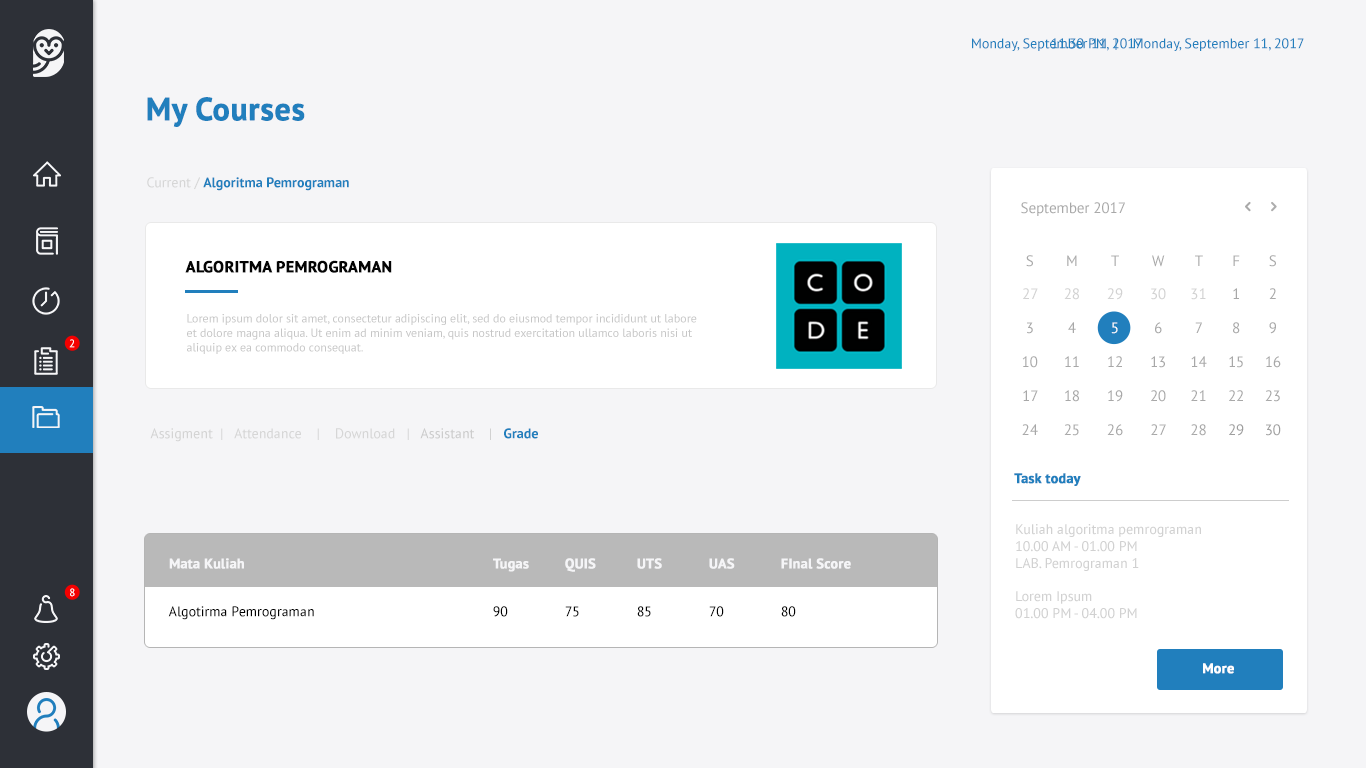 Monday, September 11, 2017
11.30 PM | Monday, September 11, 2017
My Courses
Current / Algoritma Pemrograman
ALGORITMA PEMROGRAMAN
Lorem ipsum dolor sit amet, consectetur adipiscing elit, sed do eiusmod tempor incididunt ut labore
et dolore magna aliqua. Ut enim ad minim veniam, quis nostrud exercitation ullamco laboris nisi ut
aliquip ex ea commodo consequat.
C O
D E
Assigment | Attendance | Download | Assistant | Grade
Mata Kuliah Tugas QUIS UTS UAS FInal Score
Algotirma Pemrograman 90 75 85 70 80
September 2017
S M T W T F S
27 28 29 30 31 1 2
3 4 5 6 7 8 9
10 11 12 13 14 15 16
17 18 19 20 21 22 23
24 25 26 27 28 29 30
Task today
Kuliah algoritma pemrograman
10.00 AM - 01.00 PM
LAB. Pemrograman 1
Lorem Ipsum
01.00 PM - 04.00 PM
More
2
8